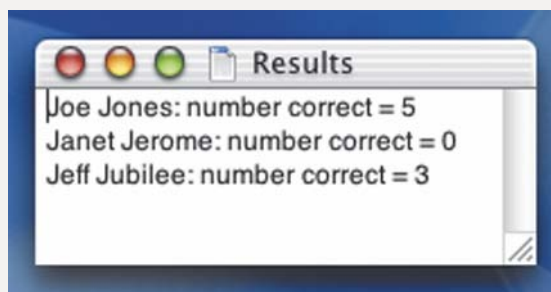 Results
Joe Jones: number correct = 5
Janet Jerome: number correct = 0
Jeff Jubilee: number correct = 3